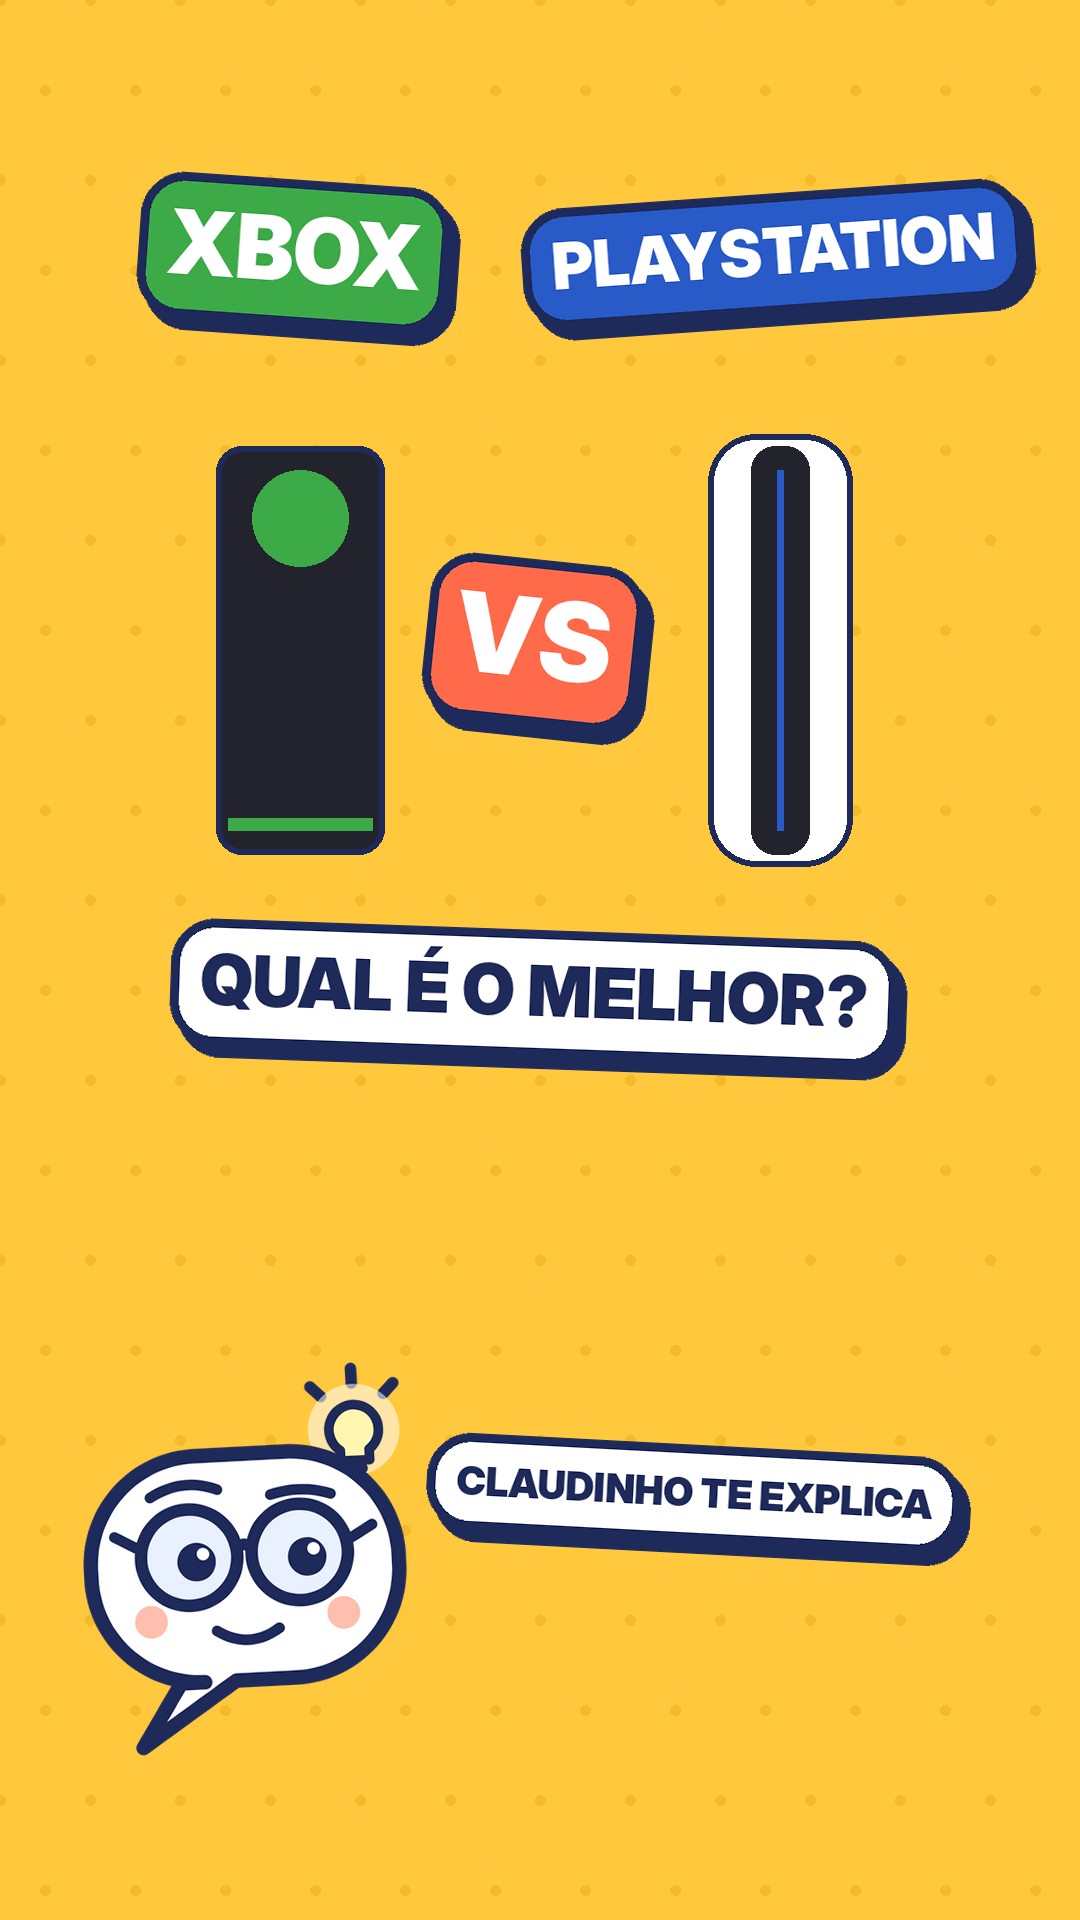 XBOX
PLAYSTATION
VS
QUAL É O MELHOR?
CLAUDINHO TE EXPLICA